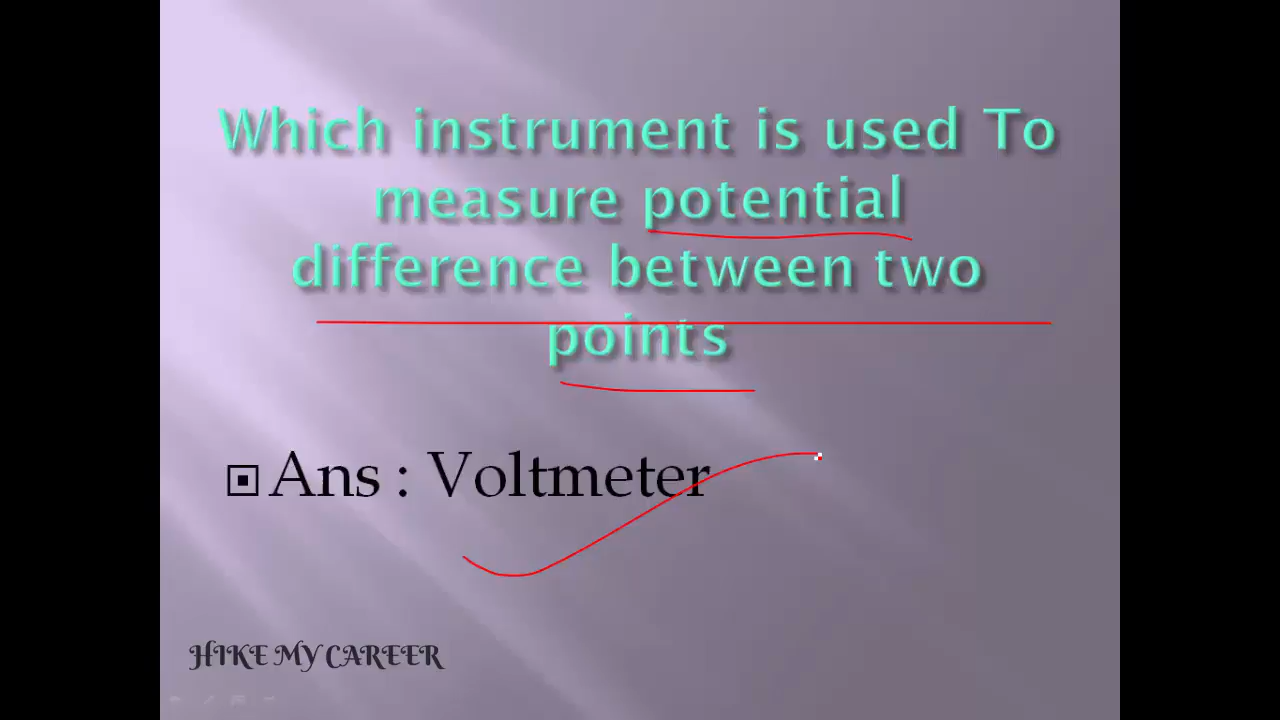 Which instrument is used To
measure potential
difference between two
points
Ans : Voltmeter
HIKE MY CAREER